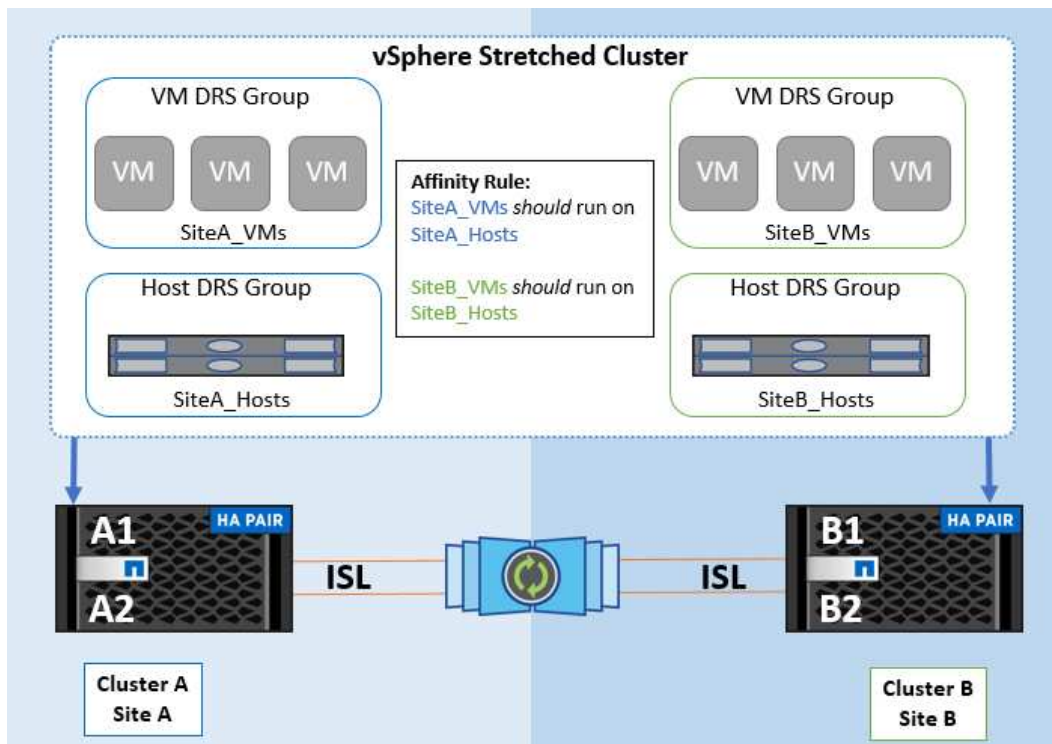 vSphere Stretched Cluster
VM DRS Group
VM VM VM
SiteA_VMs
Host DRS Group
SiteA_Hosts
Affinity Rule:
SiteA_VMs should run on
SiteA_Hosts
SiteB_VMs should run on
SiteB_Hosts
VM DRS Group
VM VM VM
SiteB_VMs
Host DRS Group
SiteB_Hosts
A1
HA PAIR
A2
ISL
ISL
B1
HA PAIR
B2
Cluster A
Site A
Cluster B
Site B